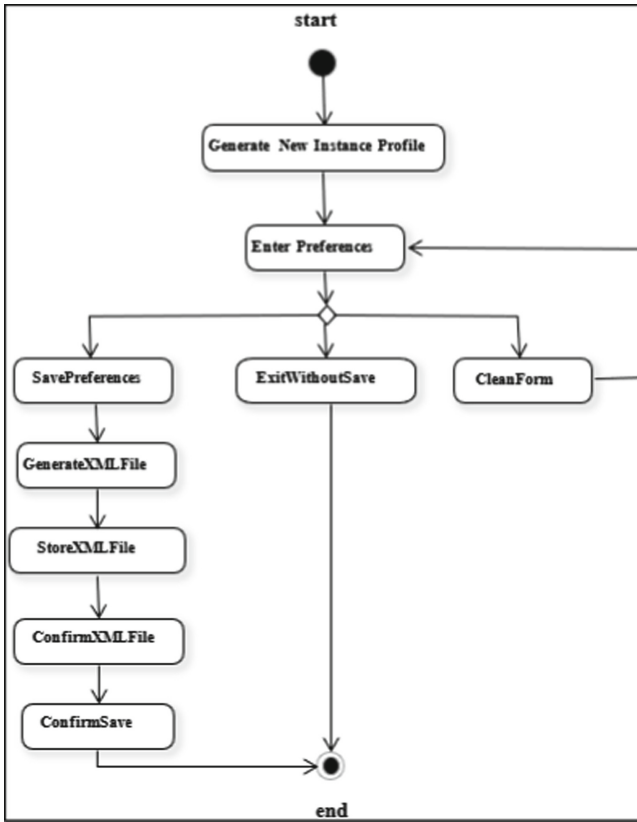 start
Generate New Instance Profile
Enter Preferences
SavePreferences
ExitWithoutSave
CleanForm
GenerateXMLFile
StoreXMLFile
ConfirmXMLFile
ConfirmSave
end